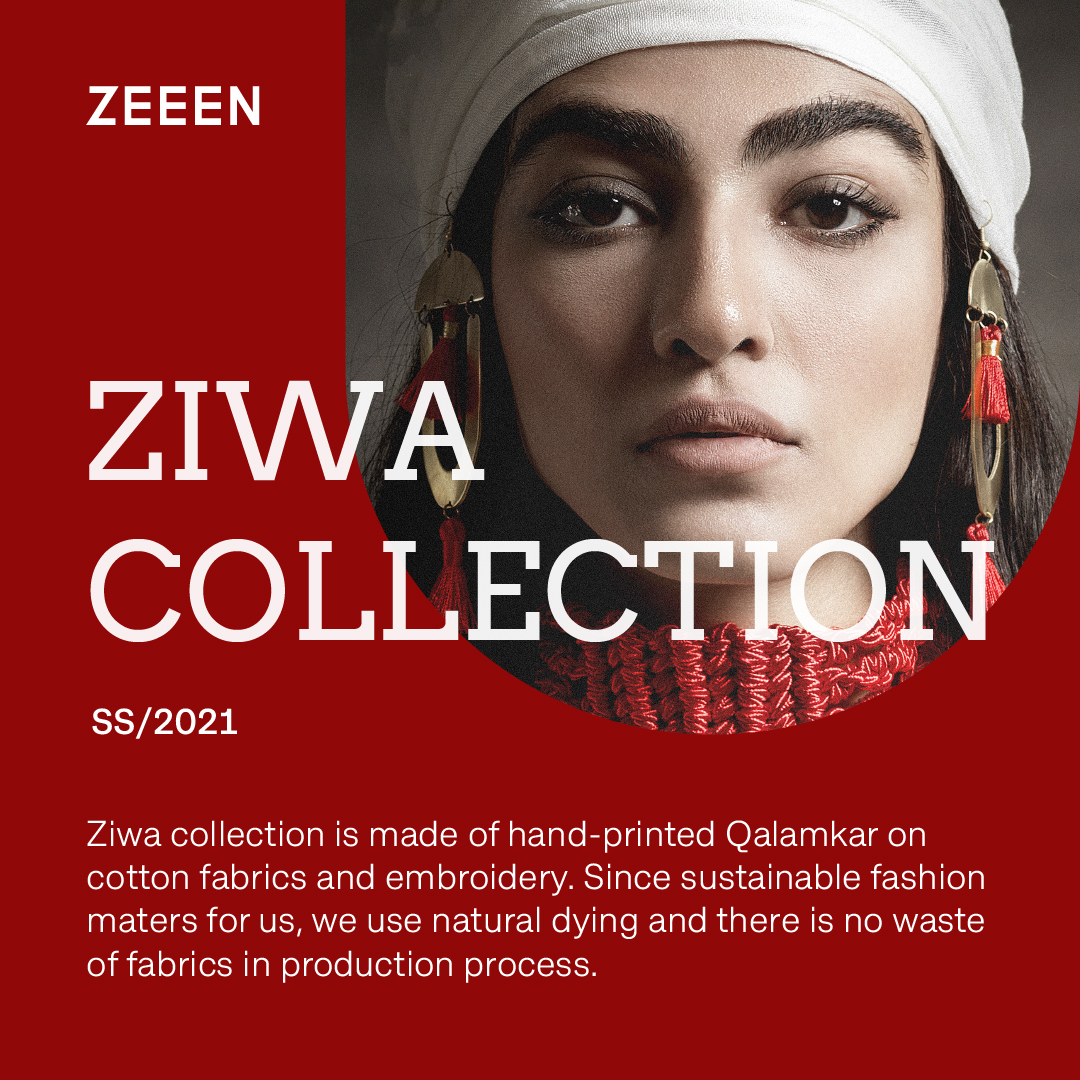 ZEEEN
ZIWA
COLLECTION
SS/2021
Ziwa collection is made of hand-printed Qalamkar on
cotton fabrics and embroidery. Since sustainable fashion
maters for us, we use natural dying and there is no waste
of fabrics in production process.